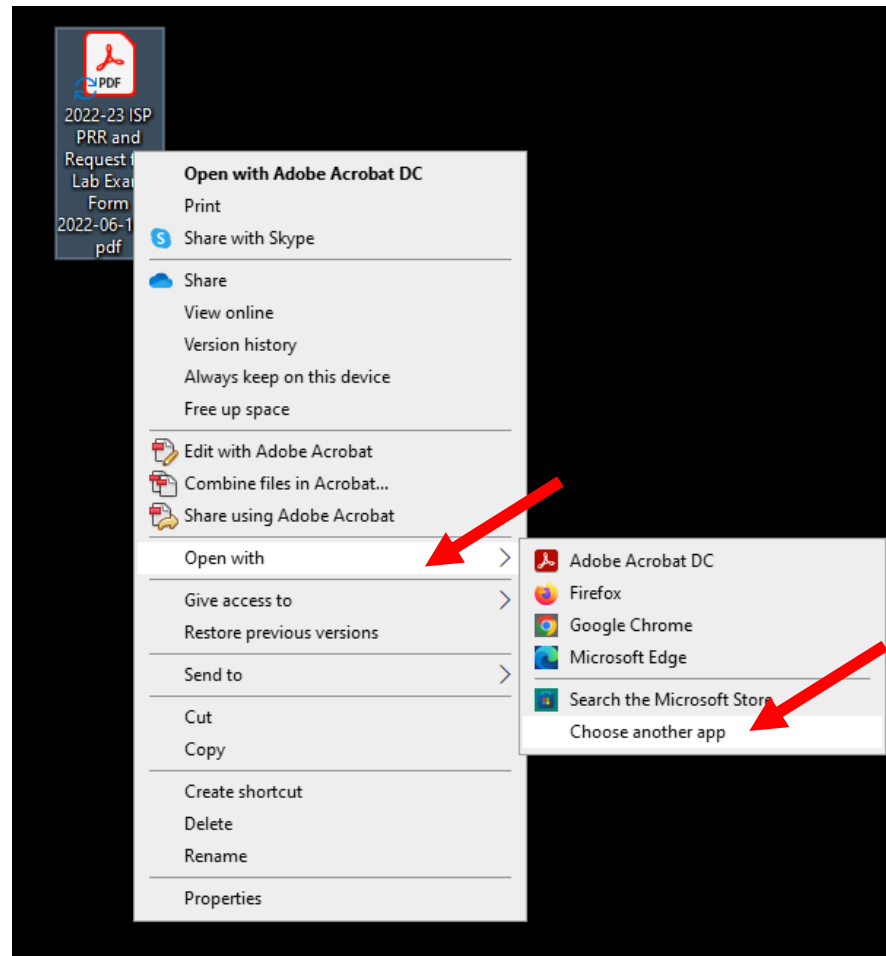 PDF
2022-23 ISP
PRR and
Request f
Lab Exa
Form
2022-06-1
pdf
Open with Adobe Acrobat DC
Print
S
Share with Skype
Share
View online
Version history
Always keep on this device
Free up space
Edit with Adobe Acrobat
Combine files in Acrobat...
Share using Adobe Acrobat
Open with
Give access to
Restore previous versions
Send to
Cut
Copy
Create shortcut
Delete
Rename
Properties
Adobe Acrobat DC
Firefox
Google Chrome
Microsoft Edge
Search the Microsoft Store
Choose another app